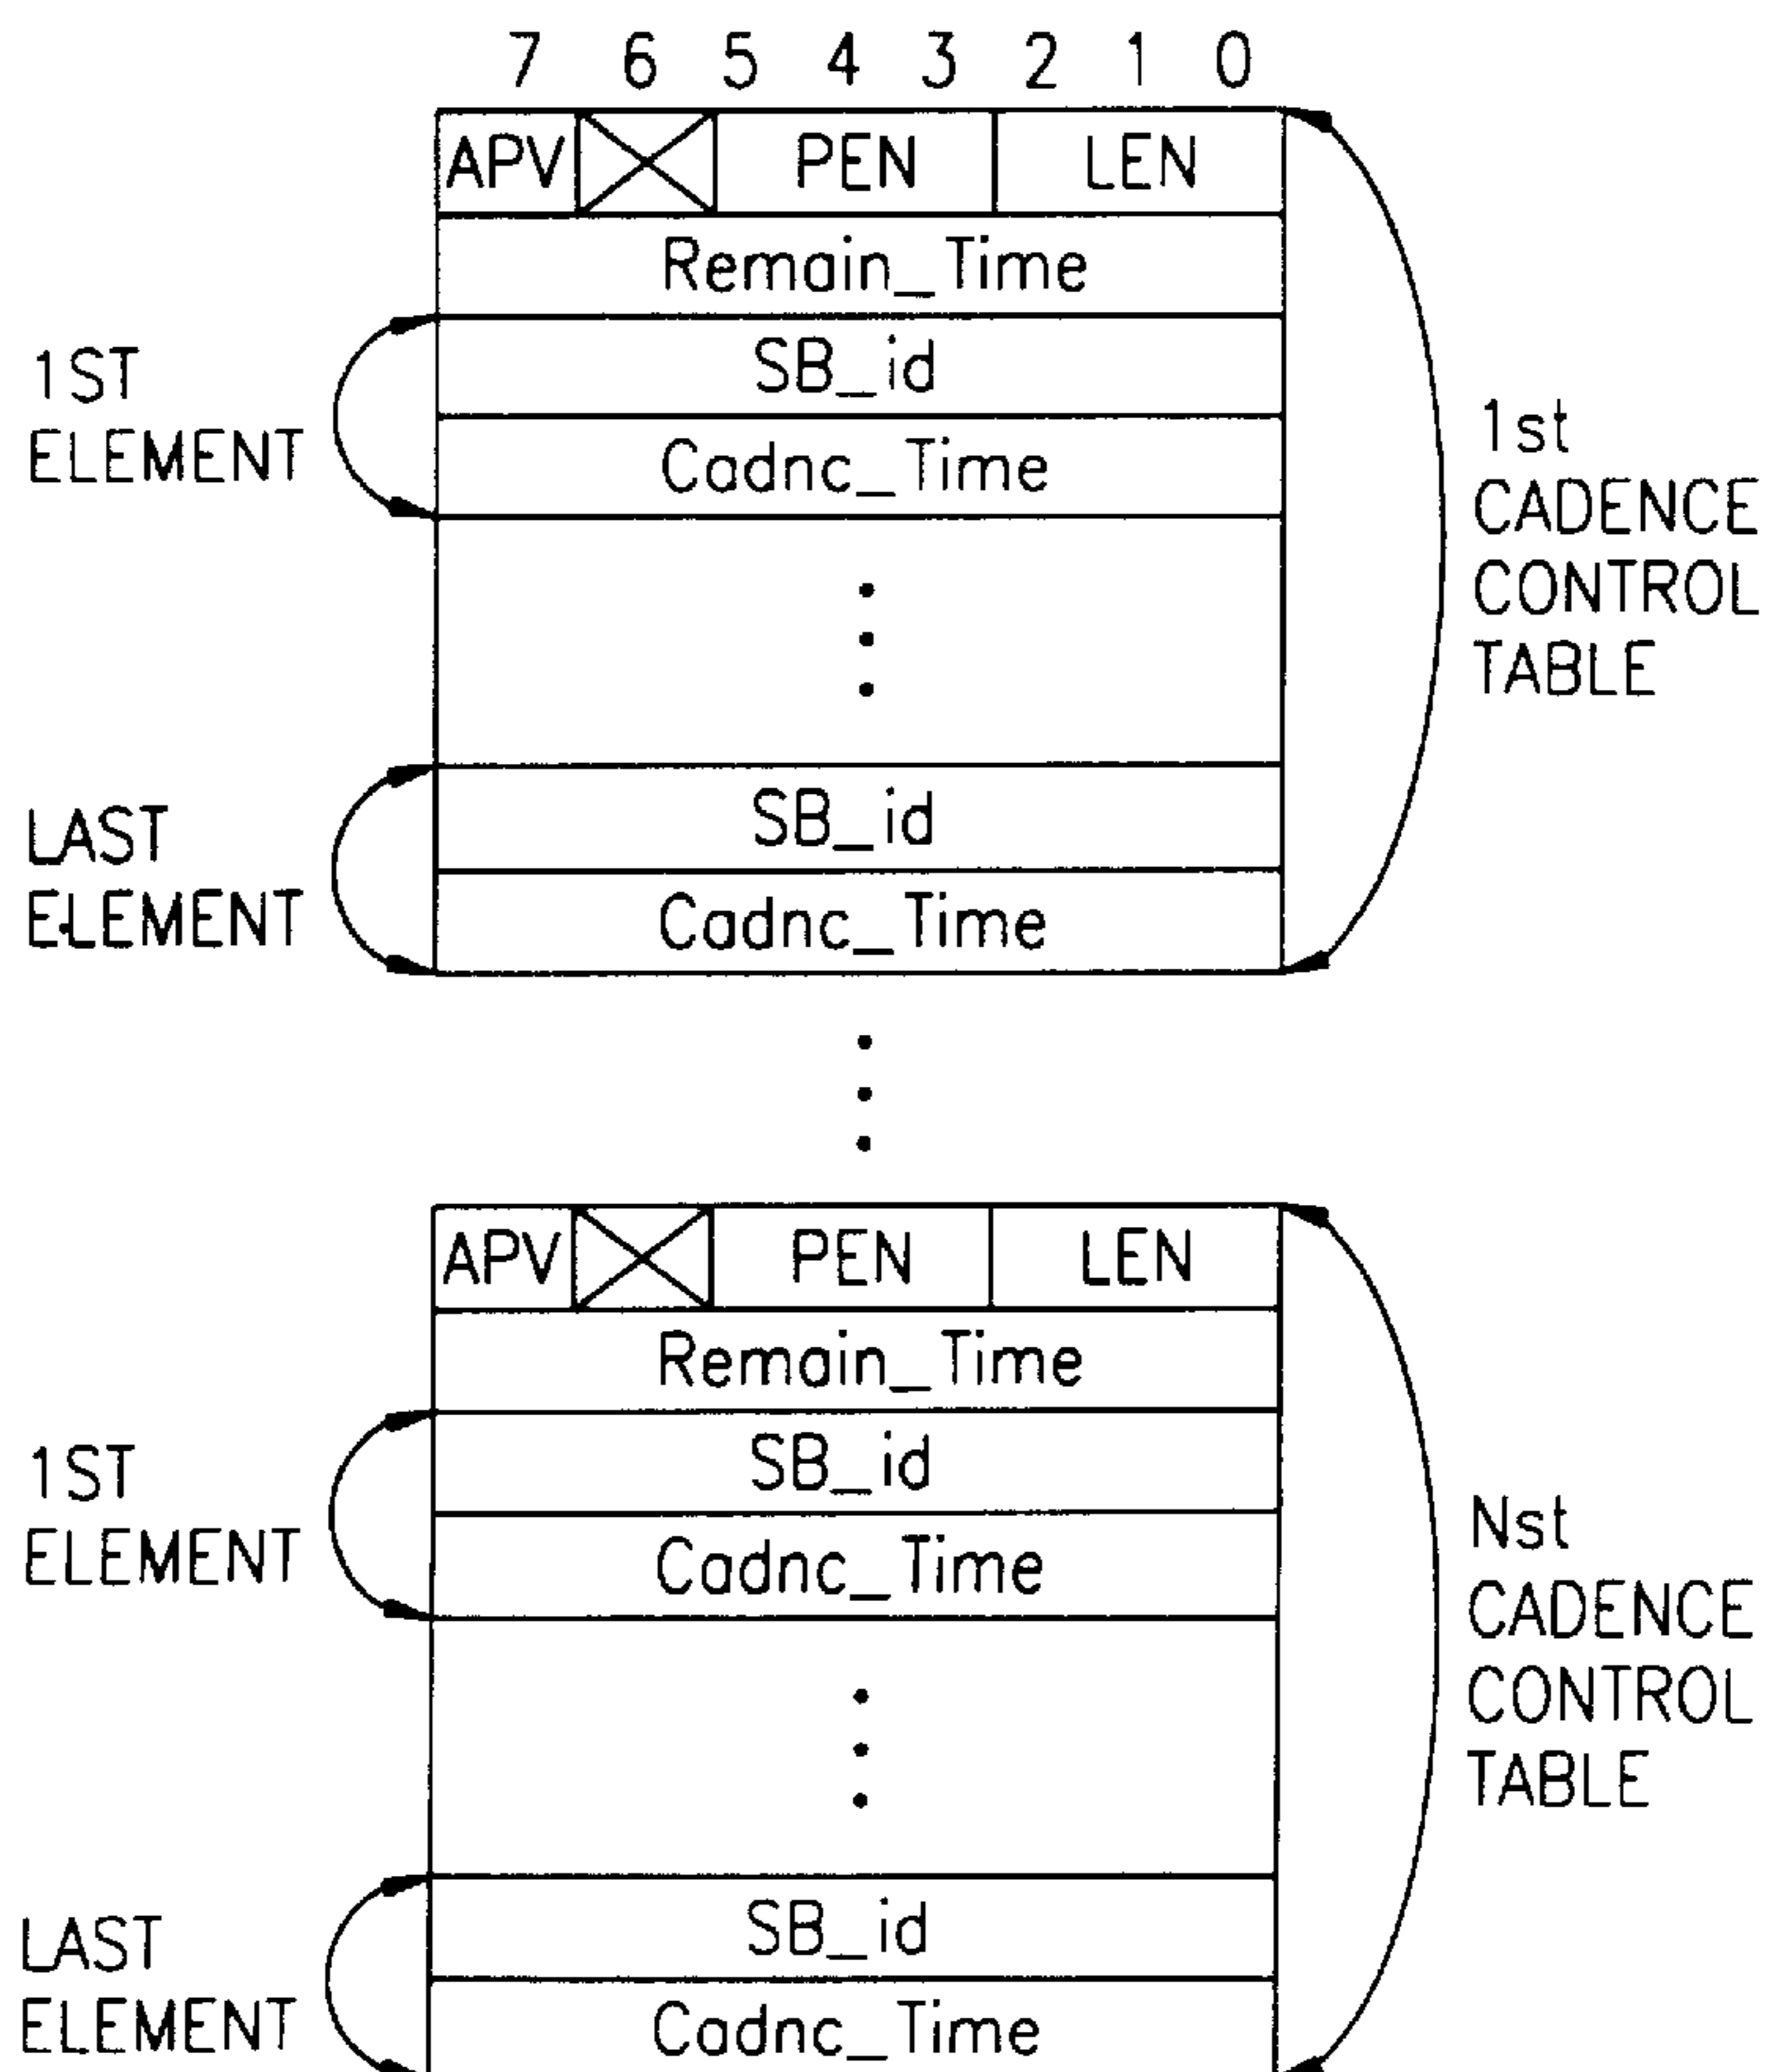 7 6 5 4 3 2 1 0
APV PEN LEN
Remain_Time
1ST
ELEMENT
SB_id
Cadnc_Time
1st
CADENCE
CONTROL
TABLE
LAST
ELEMENT
SB_id
Cadnc_Time
APV PEN LEN
Remain_Time
1ST
ELEMENT
SB_id
Cadnc_Time
Nst
CADENCE
CONTROL
TABLE
LAST
ELEMENT
SB_id
Cadnc_Time